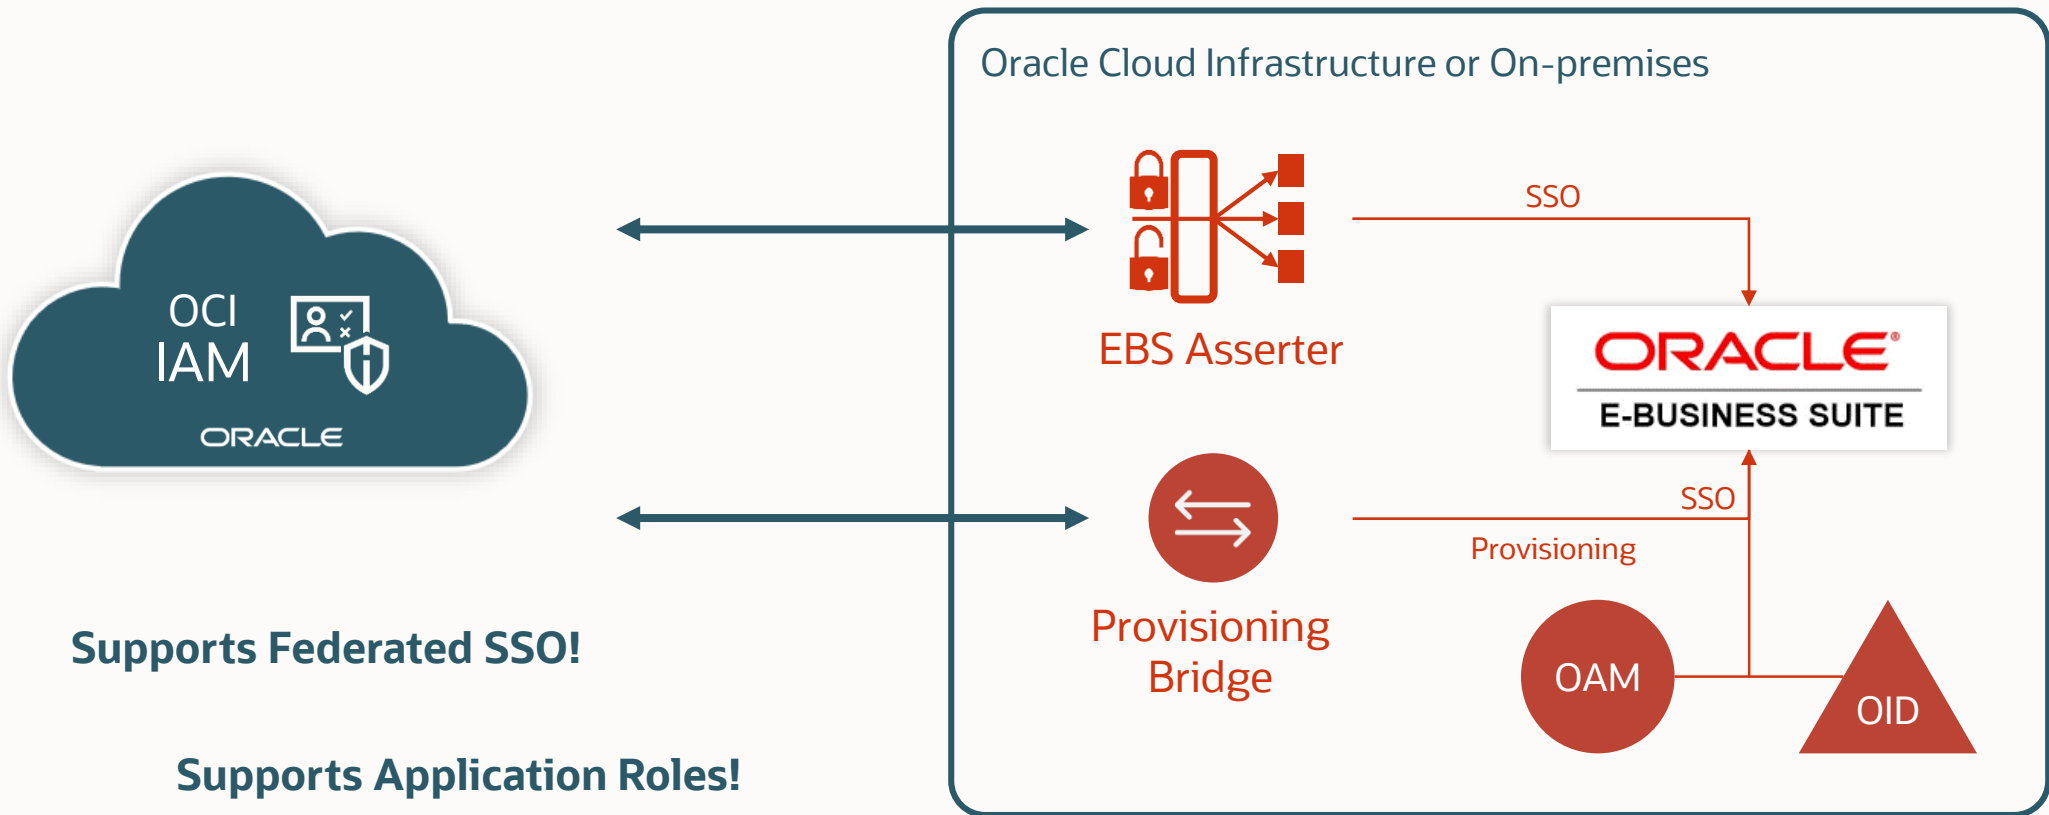 Oracle Cloud Infrastructure or On-premises
OCI
IAM
ORACLE
Supports Federated SSO!
Supports Application Roles!
EBS Asserter
SSO
ORACLE®
E-BUSINESS SUITE
SSO
Provisioning
Provisioning
Bridge
OAM
OID